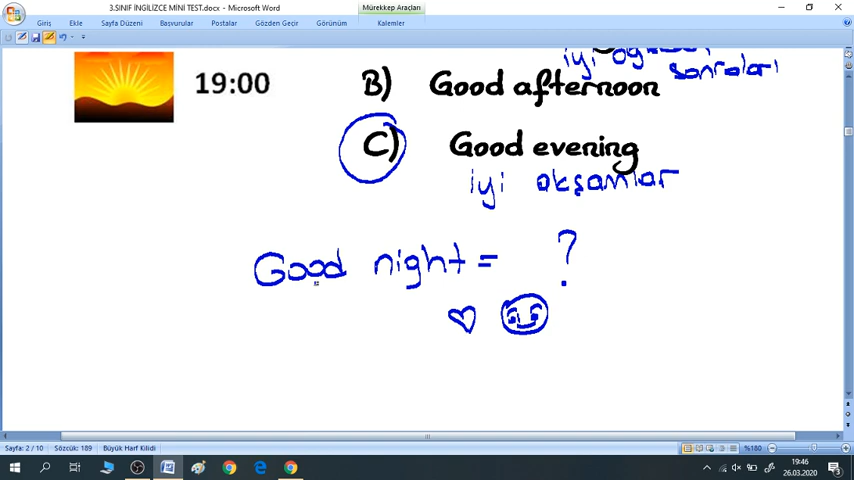 3.SINIF İNGİLİZCE MİNİ TEST.docx - Microsoft Word
Mürekkep Araçları
Giriş Ekle Sayfa Düzeni Başvurular Postalar Gözden Geçir Görünüm Kalemler
iyi
sonraları
19:00
B) Good afternoon
C) Good evening
iyi akşamlar
Good night = ?
Sayfa: 2 / 10 Sözcük: 189 Büyük Harf Kilidi %180
19:46
26.03.2020